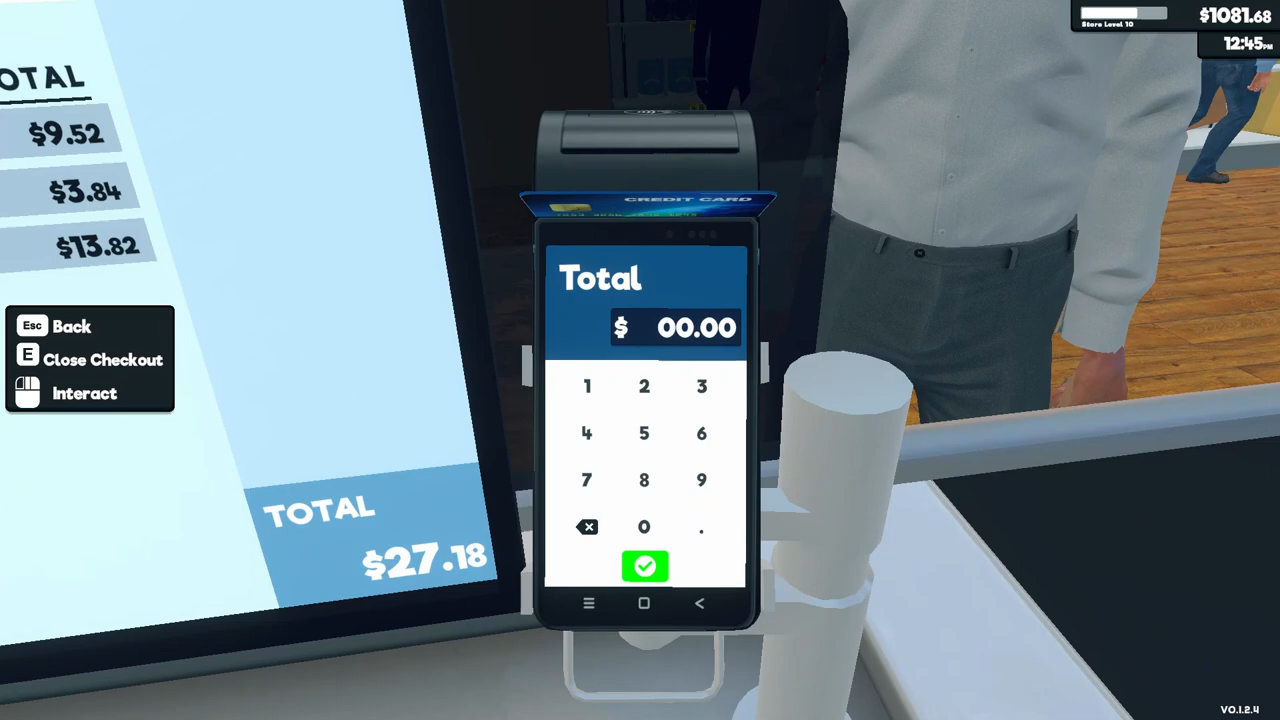 $1081.68
Store Level 10
12:45PM
OTAL
$9.52
$3.84
$13.82
Esc Back
E Close Checkout
Interact
TOTAL
$27.18
CREDIT CARD
Total
$ 00.00
1 2 3
4 5 6
7 8 9
0 .
V0.1.2.4